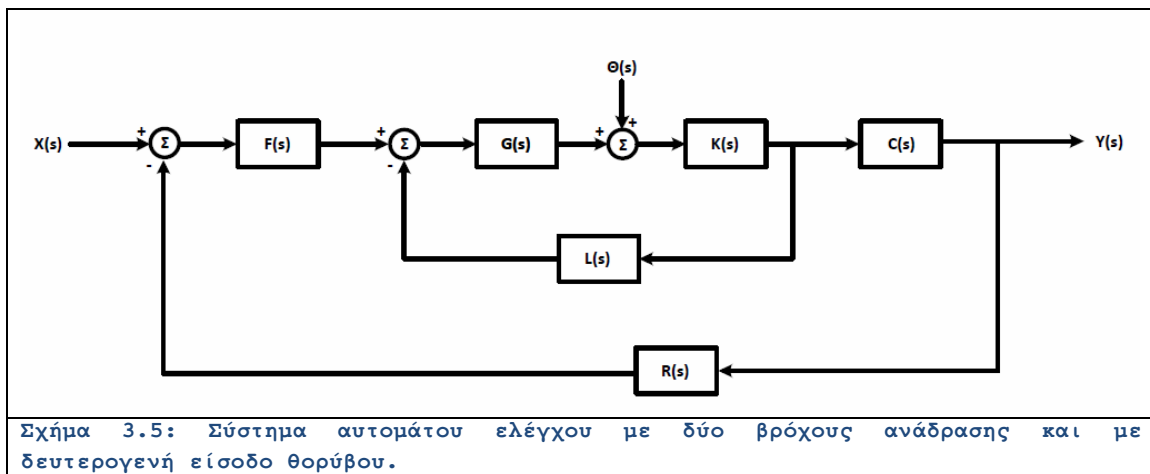 Θ(s)
+
+
X(s)
+
Σ
-
F(s)
+
Σ
-
G(s)
+
Σ
K(s)
C(s)
Y(s)
L(s)
R(s)
Σχήμα 3.5: Σύστημα αυτομάτου ελέγχου με δύο βρόχους ανάδρασης και με
δευτερογενή είσοδο θορύβου.